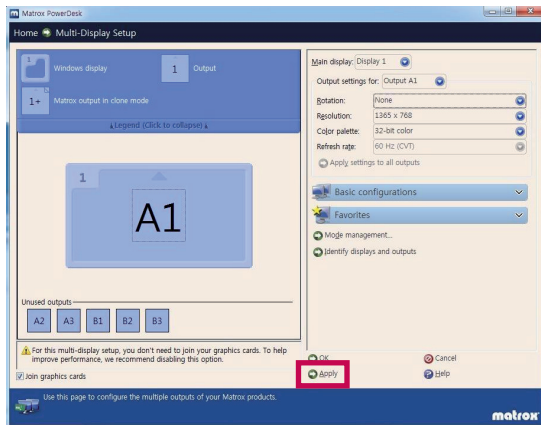 Matrox PowerDesk
Home Multi-Display Setup
1 Windows display 1 Output
1+ Matrox output in clone mode
Legend (Click to collapse)
1
A1
Unused outputs
A2 A3 B1 B2 B3
For this multi-display setup, you don't need to join your graphics cards. To help
improve performance, we recommend disabling this option.
Join graphics cards
Main display: Display 1
Output settings for: Output A1
Rotation: None
Resolution: 1365 x 768
Color palette: 32-bit color
Refresh rate: 60 Hz (CVT)
Apply settings to all outputs
Basic configurations
Favorites
Mode management...
Identify displays and outputs
OK Cancel
Apply Help
Use this page to configure the multiple outputs of your Matrox products.
matrox